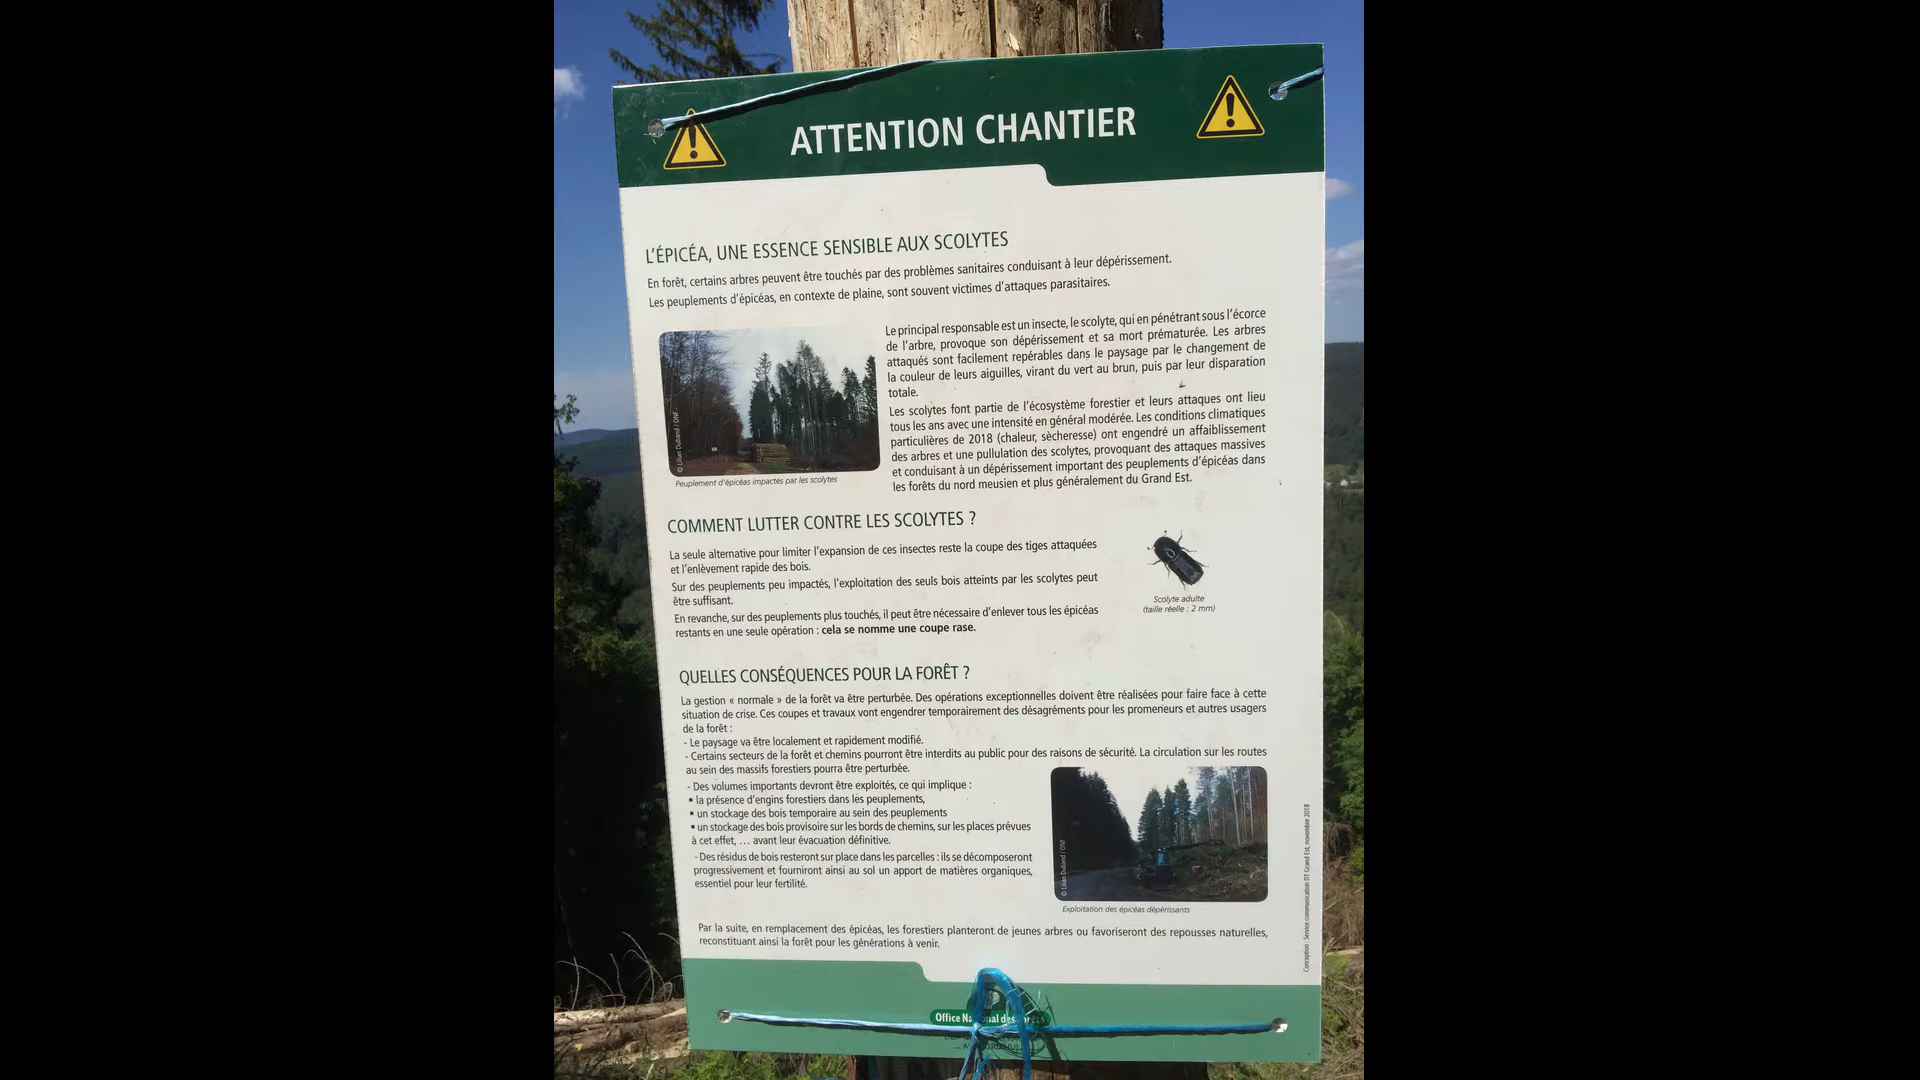 ATTENTION CHANTIER
L'ÉPICÉA, UNE ESSENCE SENSIBLE AUX SCOLYTES
En forêt, certains arbres peuvent être touchés par des problèmes sanitaires conduisant à leur dépérissement.
Les peuplements d'épicéas, en contexte de plaine, sont souvent victimes d'attaques parasitaires.
Le principal responsable est un insecte, le scolyte, qui en pénétrant sous l'écorce
de l'arbre, provoque son dépérissement et sa mort prématurée. Les arbres
attaqués sont facilement repérables dans le paysage par le changement de
la couleur de leurs aiguilles, virant du vert au brun, puis par leur disparation
totale.
Les scolytes font partie de l'écosystème forestier et leurs attaques ont lieu
tous les ans avec une intensité en général modérée. Les conditions climatiques
particulières de 2018 (chaleur, sècheresse) ont engendré un affaiblissement
des arbres et une pullulation des scolytes, provoquant des attaques massives
et conduisant à un dépérissement important des peuplements d'épicéas dans
les forêts du nord meusien et plus généralement du Grand Est.
© Lilian Duband / ONF
Peuplement d'épicéas impactés par les scolytes
COMMENT LUTTER CONTRE LES SCOLYTES ?
La seule alternative pour limiter l'expansion de ces insectes reste la coupe des tiges attaquées
et l'enlèvement rapide des bois.
Sur des peuplements peu impactés, l'exploitation des seuls bois atteints par les scolytes peut
être suffisant.
En revanche, sur des peuplements plus touchés, il peut être nécessaire d'enlever tous les épicéas
restants en une seule opération : cela se nomme une coupe rase.
Scolyte adulte
(taille réelle : 2 mm)
QUELLES CONSÉQUENCES POUR LA FORÊT ?
La gestion « normale » de la forêt va être perturbée. Des opérations exceptionnelles doivent être réalisées pour faire face à cette
situation de crise. Ces coupes et travaux vont engendrer temporairement des désagréments pour les promeneurs et autres usagers
de la forêt :
- Le paysage va être localement et rapidement modifié.
- Certains secteurs de la forêt et chemins pourront être interdits au public pour des raisons de sécurité. La circulation sur les routes
au sein des massifs forestiers pourra être perturbée.
- Des volumes importants devront être exploités, ce qui implique :
▪ la présence d'engins forestiers dans les peuplements,
▪ un stockage des bois temporaire au sein des peuplements
▪ un stockage des bois provisoire sur les bords de chemins, sur les places prévues
à cet effet, … avant leur évacuation définitive.
- Des résidus de bois resteront sur place dans les parcelles : ils se décomposeront
progressivement et fourniront ainsi au sol un apport de matières organiques,
essentiel pour leur fertilité.
© Lilian Duband / ONF
Exploitation des épicéas dépérissants
Par la suite, en remplacement des épicéas, les forestiers planteront de jeunes arbres ou favoriseront des repousses naturelles,
reconstituant ainsi la forêt pour les générations à venir.
Conception : Service communication DT Grand Est, novembre 2018
Office National des Forêts